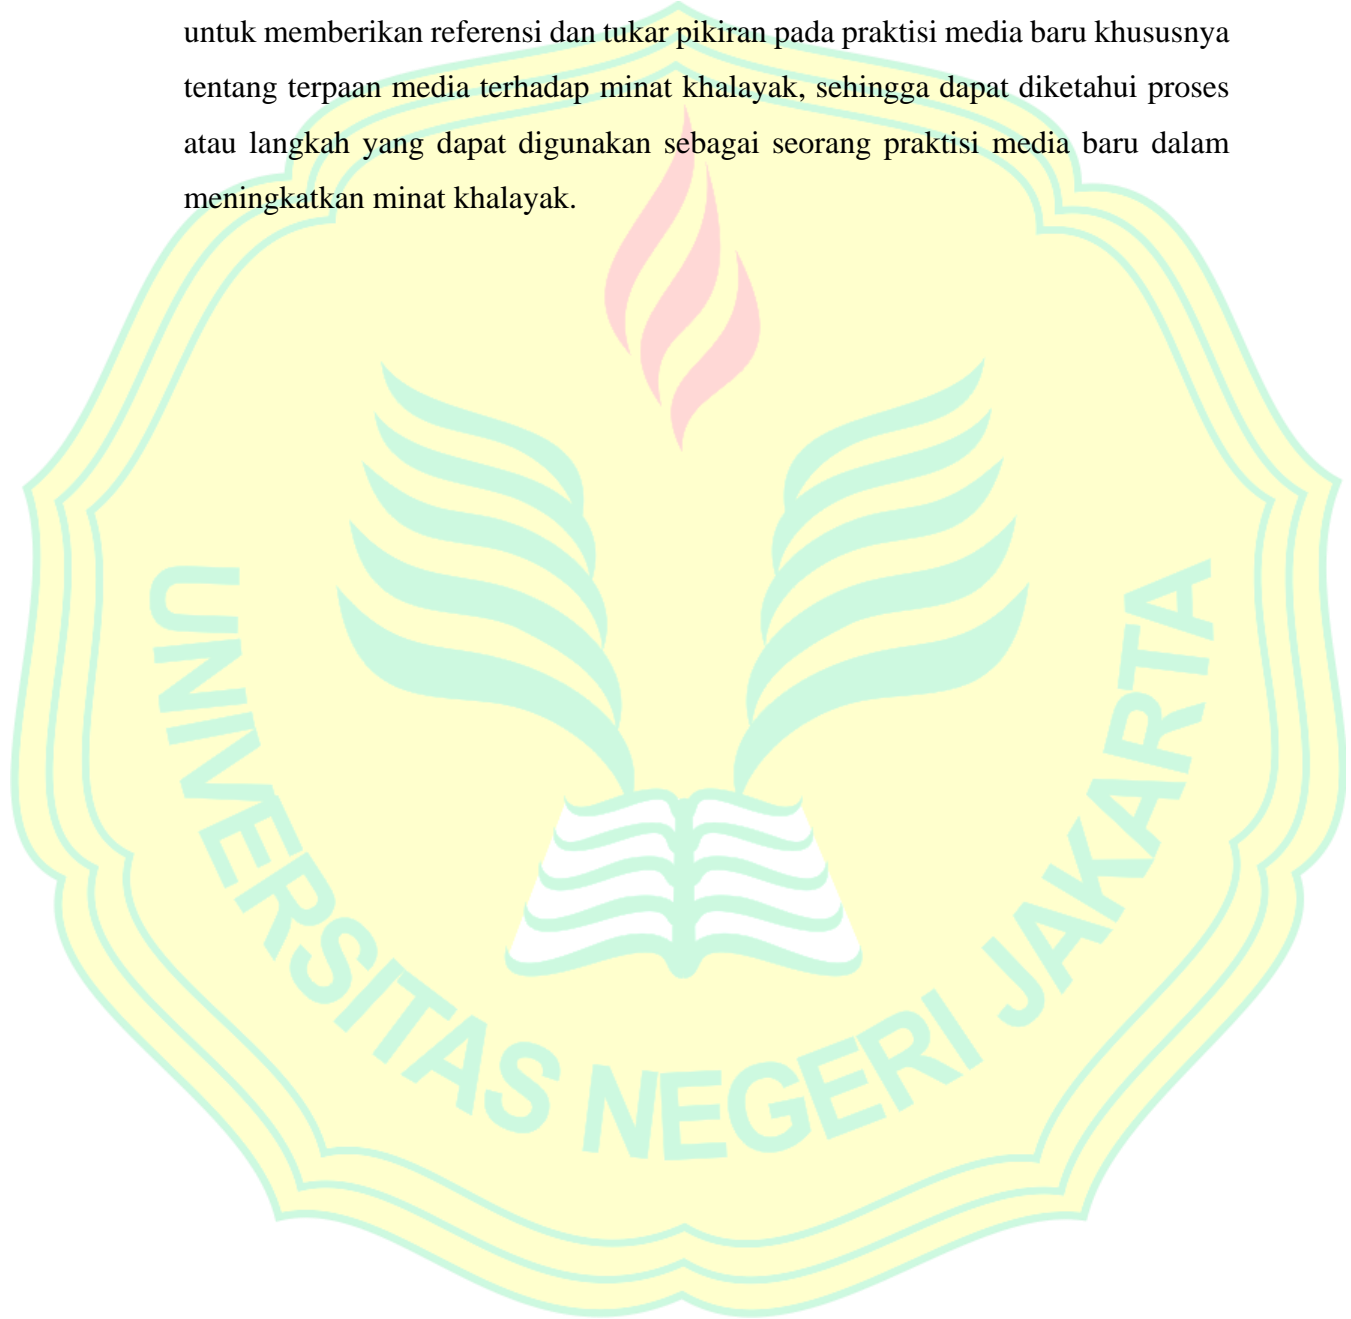 untuk memberikan referensi dan tukar pikiran pada praktisi media baru khususnya
tentang terpaan media terhadap minat khalayak, sehingga dapat diketahui proses
atau langkah yang dapat digunakan sebagai seorang praktisi media baru dalam
meningkatkan minat khalayak.
UNIVERSITAS NEGERI JAKARTA